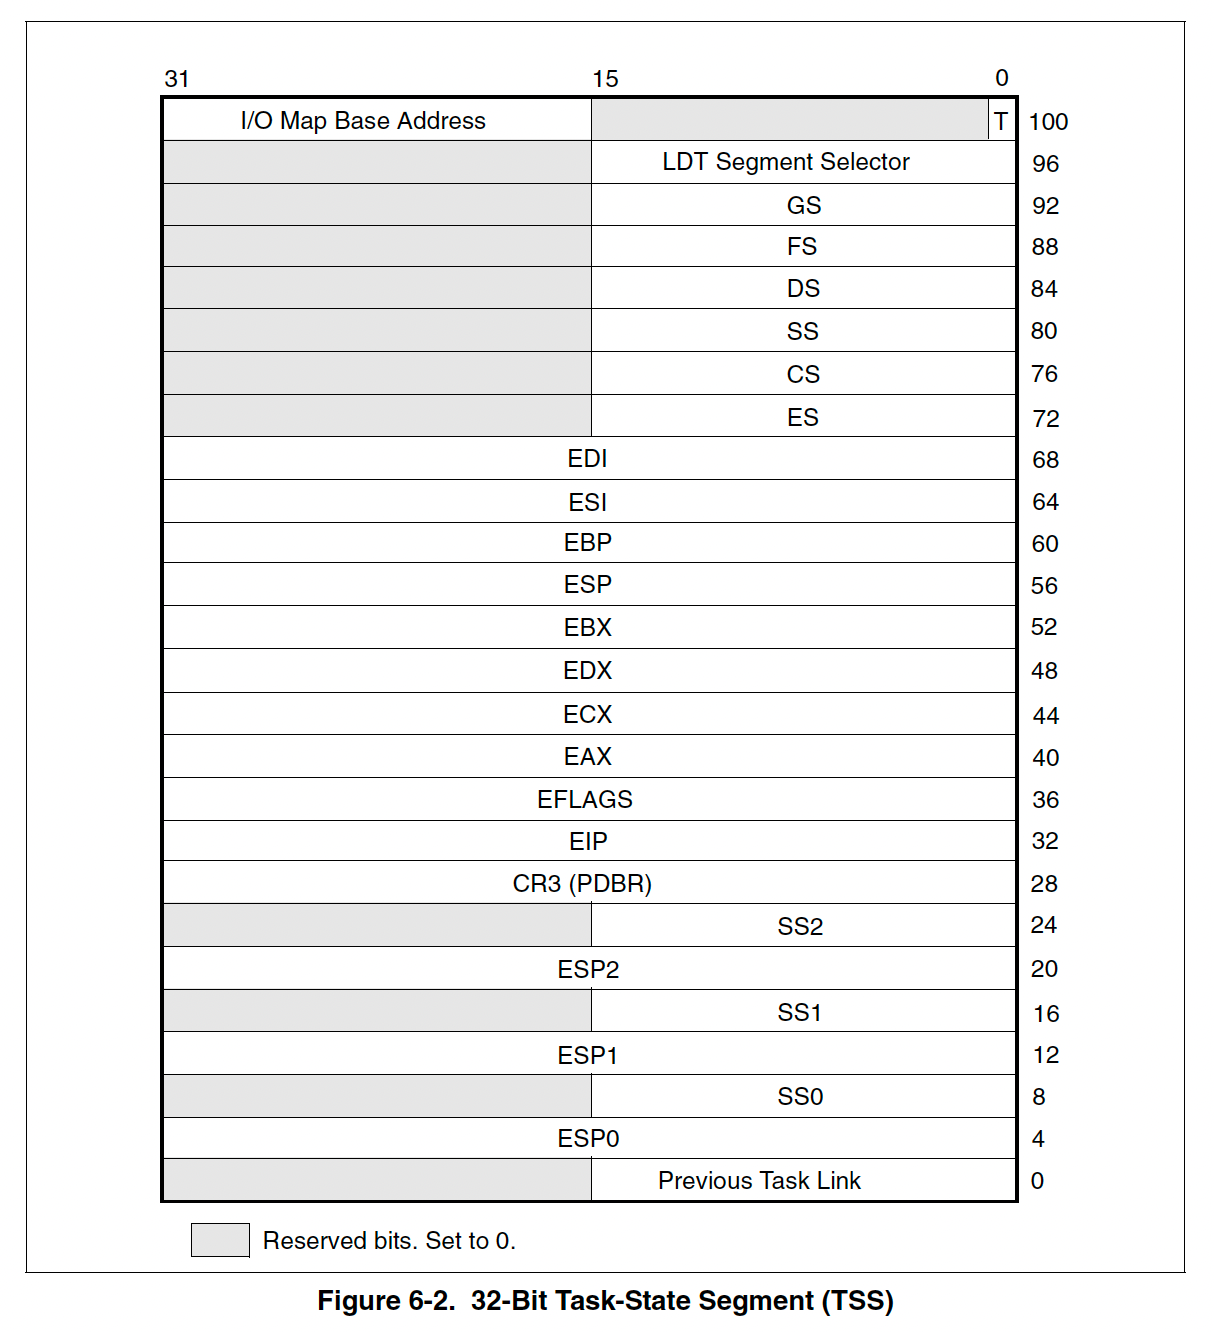 31 15 0
I/O Map Base Address T 100
LDT Segment Selector 96
GS 92
FS 88
DS 84
SS 80
CS 76
ES 72
EDI 68
ESI 64
EBP 60
ESP 56
EBX 52
EDX 48
ECX 44
EAX 40
EFLAGS 36
EIP 32
CR3 (PDBR) 28
SS2 24
ESP2 20
SS1 16
ESP1 12
SS0 8
ESP0 4
Previous Task Link 0
Reserved bits. Set to 0.
Figure 6-2. 32-Bit Task-State Segment (TSS)